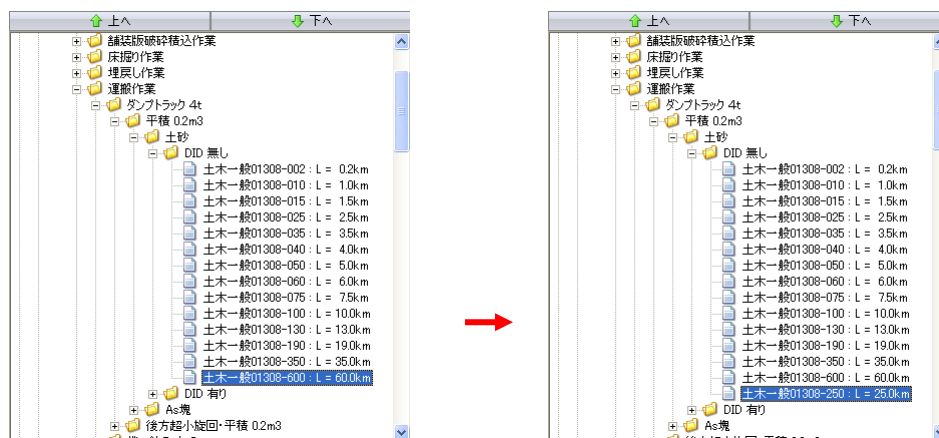 上へ
下へ
舗装版破砕積込作業
床掘り作業
埋戻し作業
運搬作業
ダンプトラック 4t
平積 0.2m3
土砂
DID 無し
土木一般01308-002 : L = 0.2km
土木一般01308-010 : L = 1.0km
土木一般01308-015 : L = 1.5km
土木一般01308-025 : L = 2.5km
土木一般01308-035 : L = 3.5km
土木一般01308-040 : L = 4.0km
土木一般01308-050 : L = 5.0km
土木一般01308-060 : L = 6.0km
土木一般01308-075 : L = 7.5km
土木一般01308-100 : L = 10.0km
土木一般01308-130 : L = 13.0km
土木一般01308-190 : L = 19.0km
土木一般01308-350 : L = 35.0km
土木一般01308-600 : L = 60.0km
DID 有り
As塊
後方超小旋回・平積 0.2m3
上へ
下へ
舗装版破砕積込作業
床掘り作業
埋戻し作業
運搬作業
ダンプトラック 4t
平積 0.2m3
土砂
DID 無し
土木一般01308-002 : L = 0.2km
土木一般01308-010 : L = 1.0km
土木一般01308-015 : L = 1.5km
土木一般01308-025 : L = 2.5km
土木一般01308-035 : L = 3.5km
土木一般01308-040 : L = 4.0km
土木一般01308-050 : L = 5.0km
土木一般01308-060 : L = 6.0km
土木一般01308-075 : L = 7.5km
土木一般01308-100 : L = 10.0km
土木一般01308-130 : L = 13.0km
土木一般01308-190 : L = 19.0km
土木一般01308-350 : L = 35.0km
土木一般01308-600 : L = 60.0km
土木一般01308-250 : L = 25.0km
DID 有り
As塊